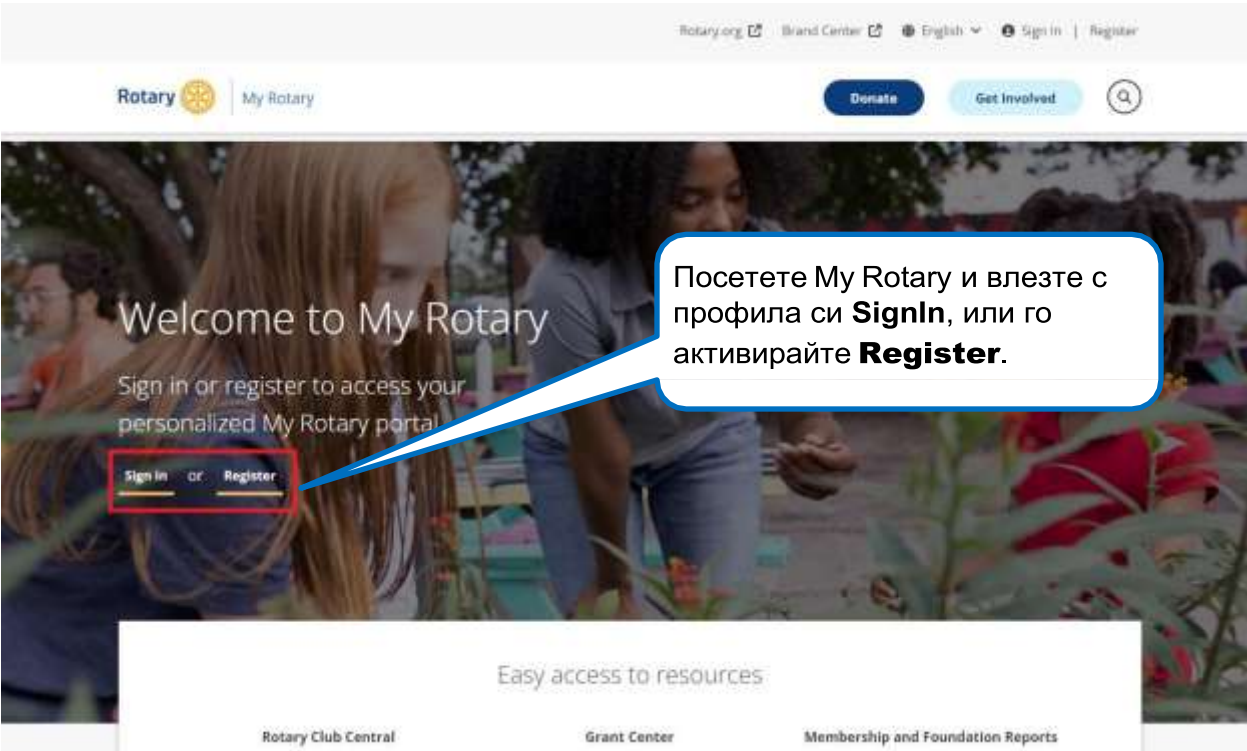 Rotary.org Brand Center English Sign In | Register
Rotary My Rotary Donate Get Involved
Welcome to My Rotary
Sign in or register to access your
personalized My Rotary portal
Sign In or Register
Посетете My Rotary и влезте с
профила си SignIn, или го
активирайте Register.
Easy access to resources
Rotary Club Central Grant Center Membership and Foundation Reports